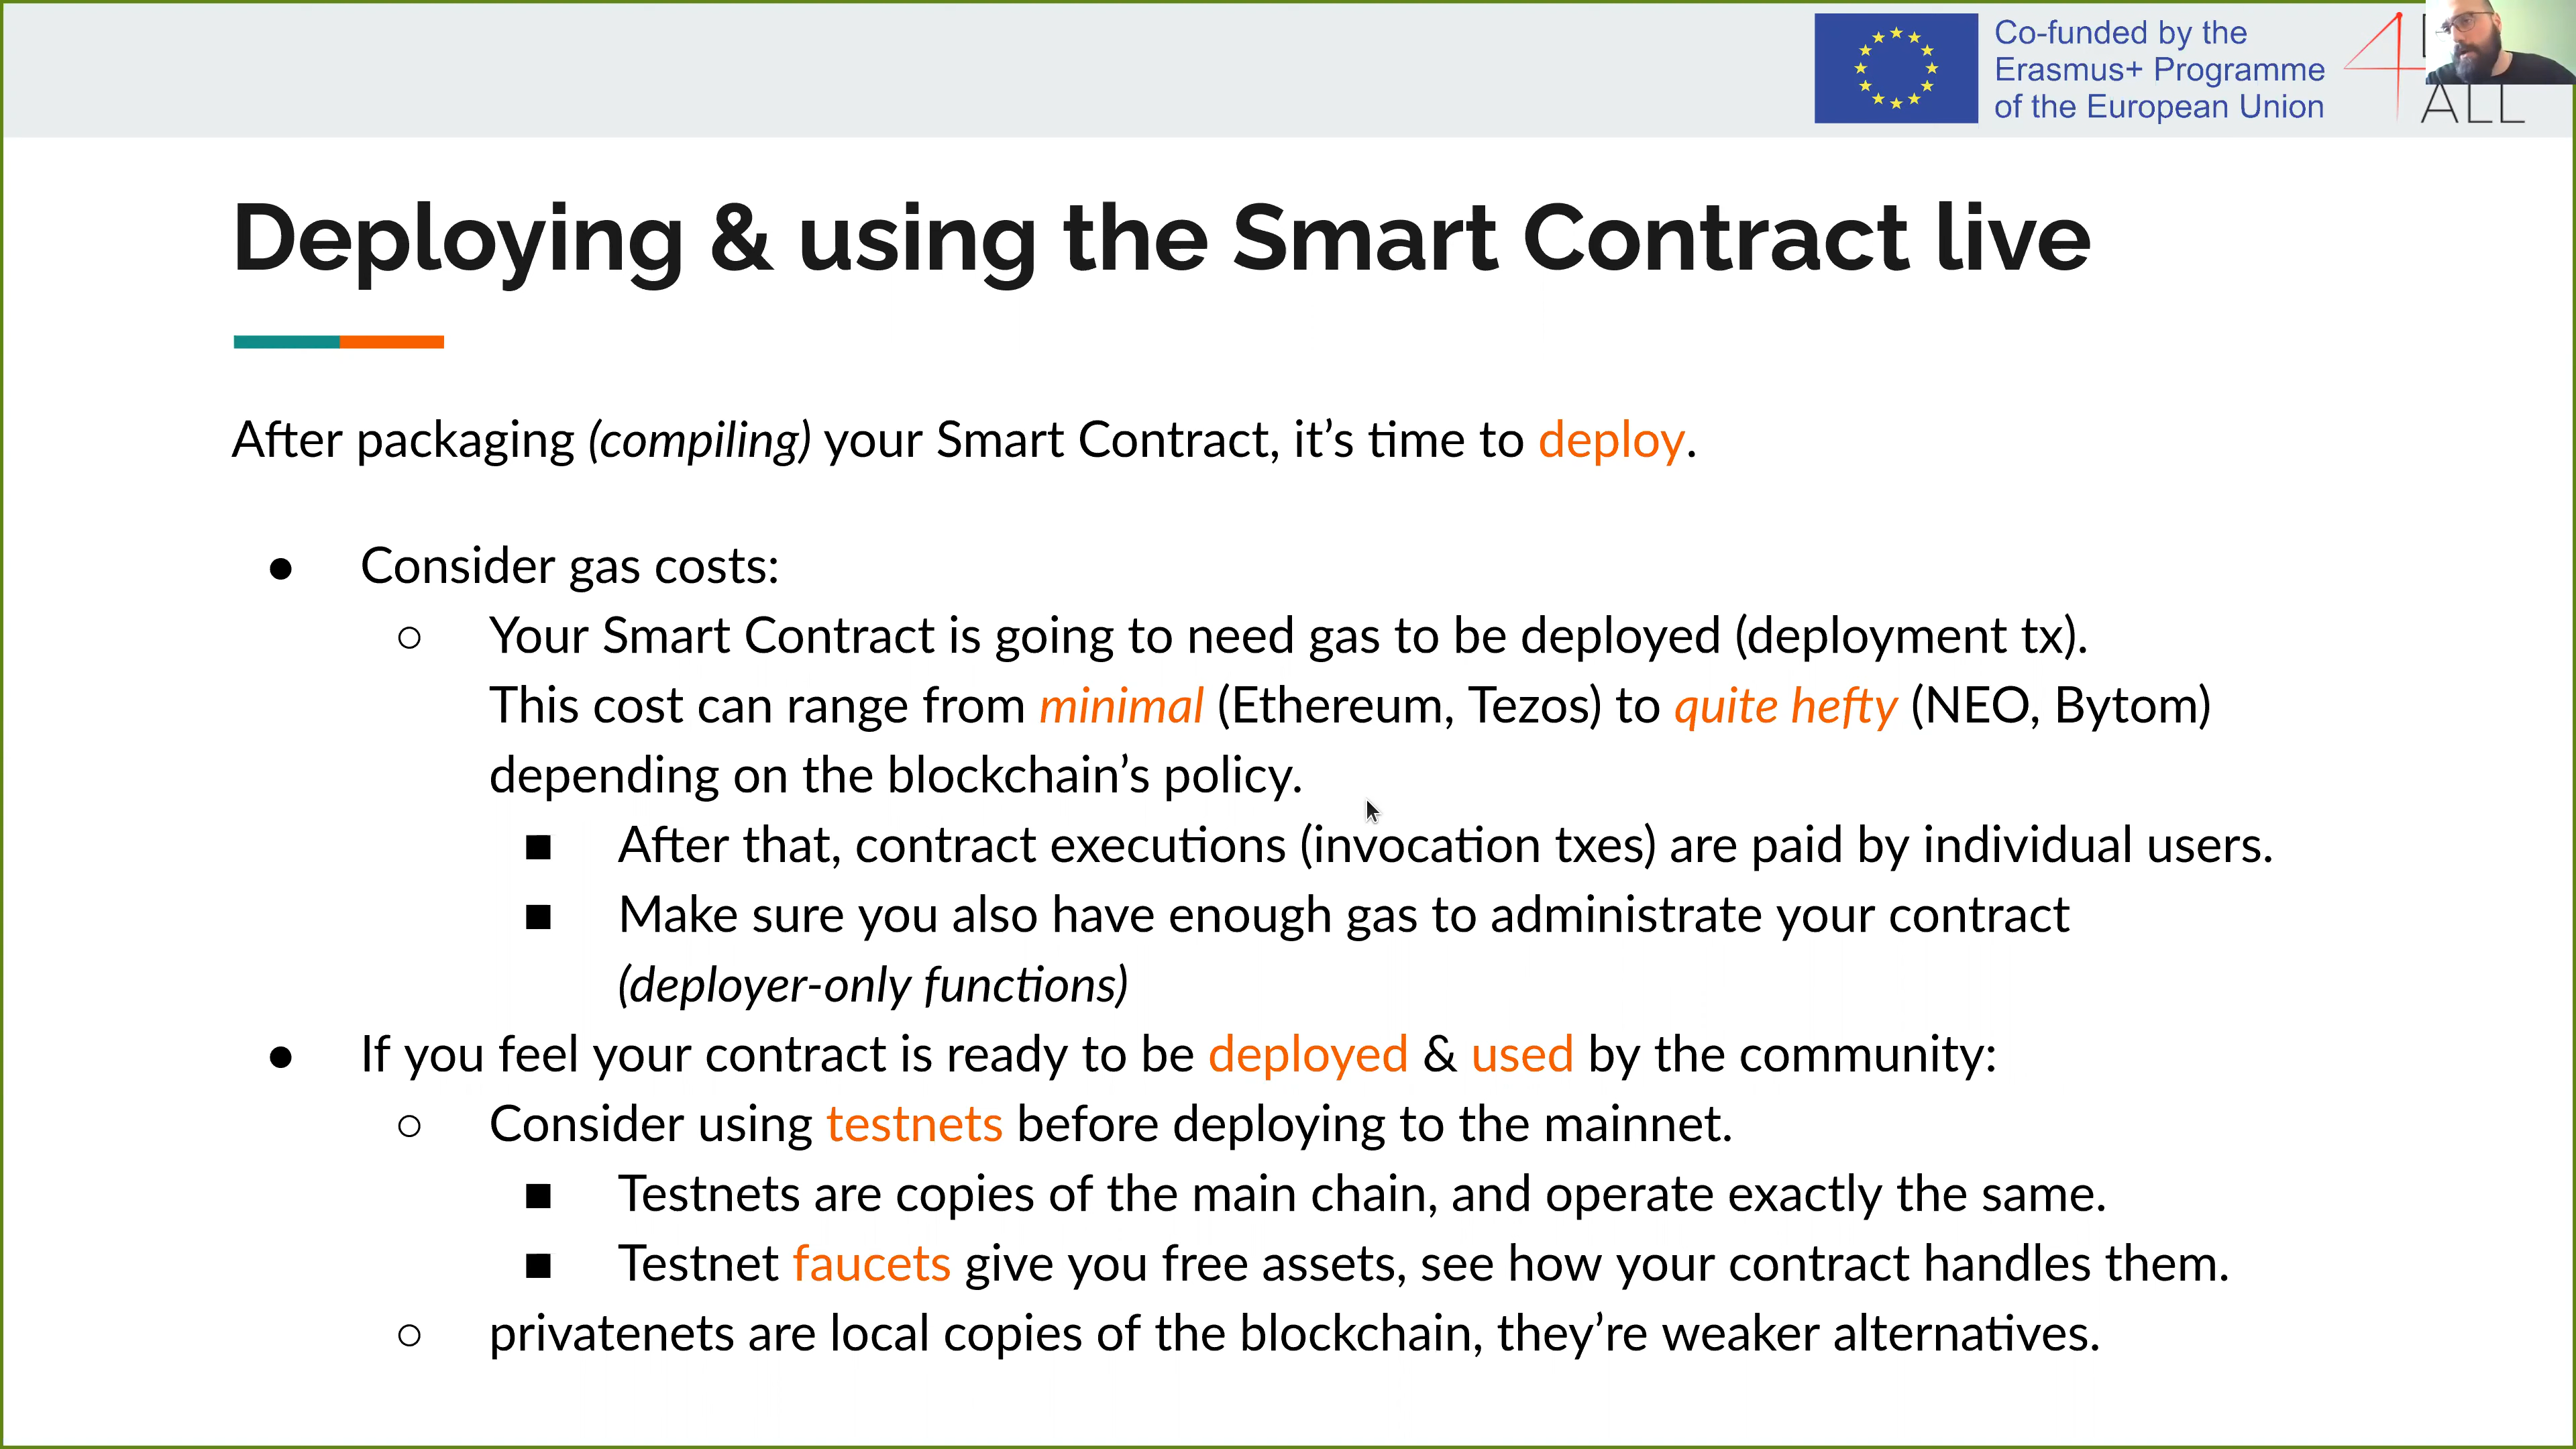 Co-funded by the
Erasmus+ Programme
of the European Union
4
ALL
Deploying & using the Smart Contract live
After packaging (compiling) your Smart Contract, it’s time to deploy.
● Consider gas costs:
○ Your Smart Contract is going to need gas to be deployed (deployment tx).
This cost can range from minimal (Ethereum, Tezos) to quite hefty (NEO, Bytom)
depending on the blockchain’s policy.
■ After that, contract executions (invocation txes) are paid by individual users.
■ Make sure you also have enough gas to administrate your contract
(deployer-only functions)
● If you feel your contract is ready to be deployed & used by the community:
○ Consider using testnets before deploying to the mainnet.
■ Testnets are copies of the main chain, and operate exactly the same.
■ Testnet faucets give you free assets, see how your contract handles them.
○ privatenets are local copies of the blockchain, they’re weaker alternatives.